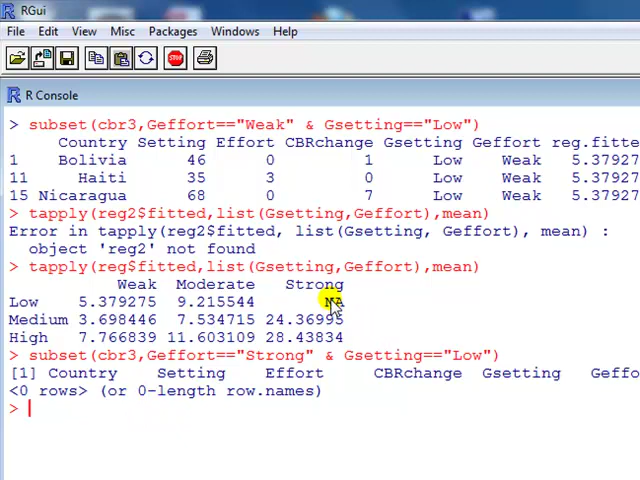 RGui
File Edit View Misc Packages Windows Help
STOP
R Console
> subset(cbr3,Geffort=="Weak" & Gsetting=="Low")
Country Setting Effort CBRchange Gsetting Geffort reg.fitte
1 Bolivia 46 0 1 Low Weak 5.37927
11 Haiti 35 3 0 Low Weak 5.37927
15 Nicaragua 68 0 7 Low Weak 5.37927
> tapply(reg2$fitted,list(Gsetting,Geffort),mean)
Error in tapply(reg2$fitted, list(Gsetting, Geffort), mean) :
object 'reg2' not found
> tapply(reg$fitted,list(Gsetting,Geffort),mean)
Weak Moderate Strong
Low 5.379275 9.215544 NA
Medium 3.698446 7.534715 24.36995
High 7.766839 11.603109 28.43834
> subset(cbr3,Geffort=="Strong" & Gsetting=="Low")
[1] Country Setting Effort CBRchange Gsetting Geffo
<0 rows> (or 0-length row.names)
>